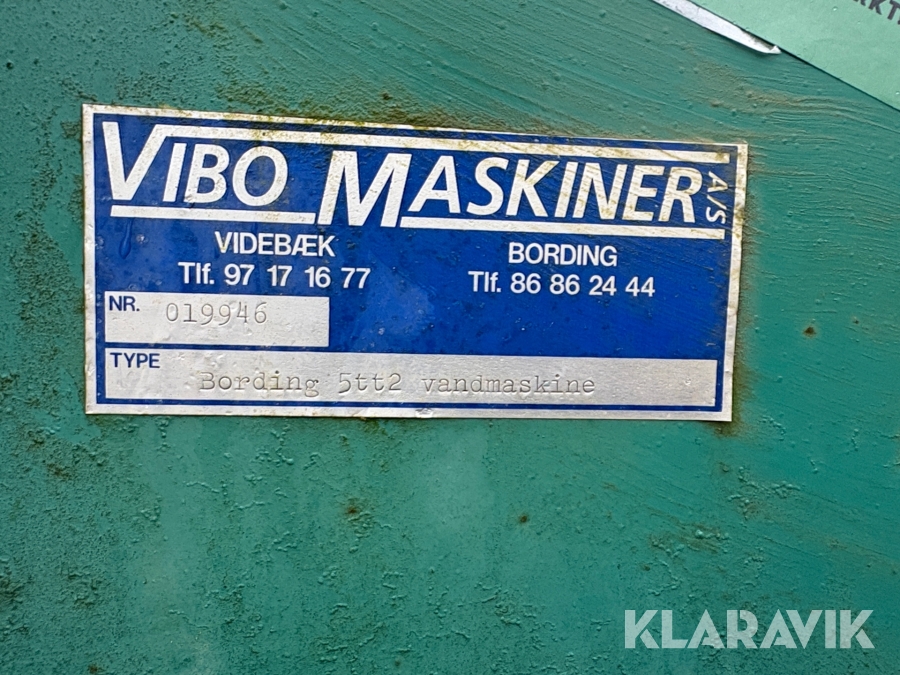 VIBO MASKINER A/S
VIDEBÆK BORDING
Tlf. 97 17 16 77 Tlf. 86 86 24 44
NR. 019946
TYPE Bording 5tt2 vandmaskine
KLARAVIK